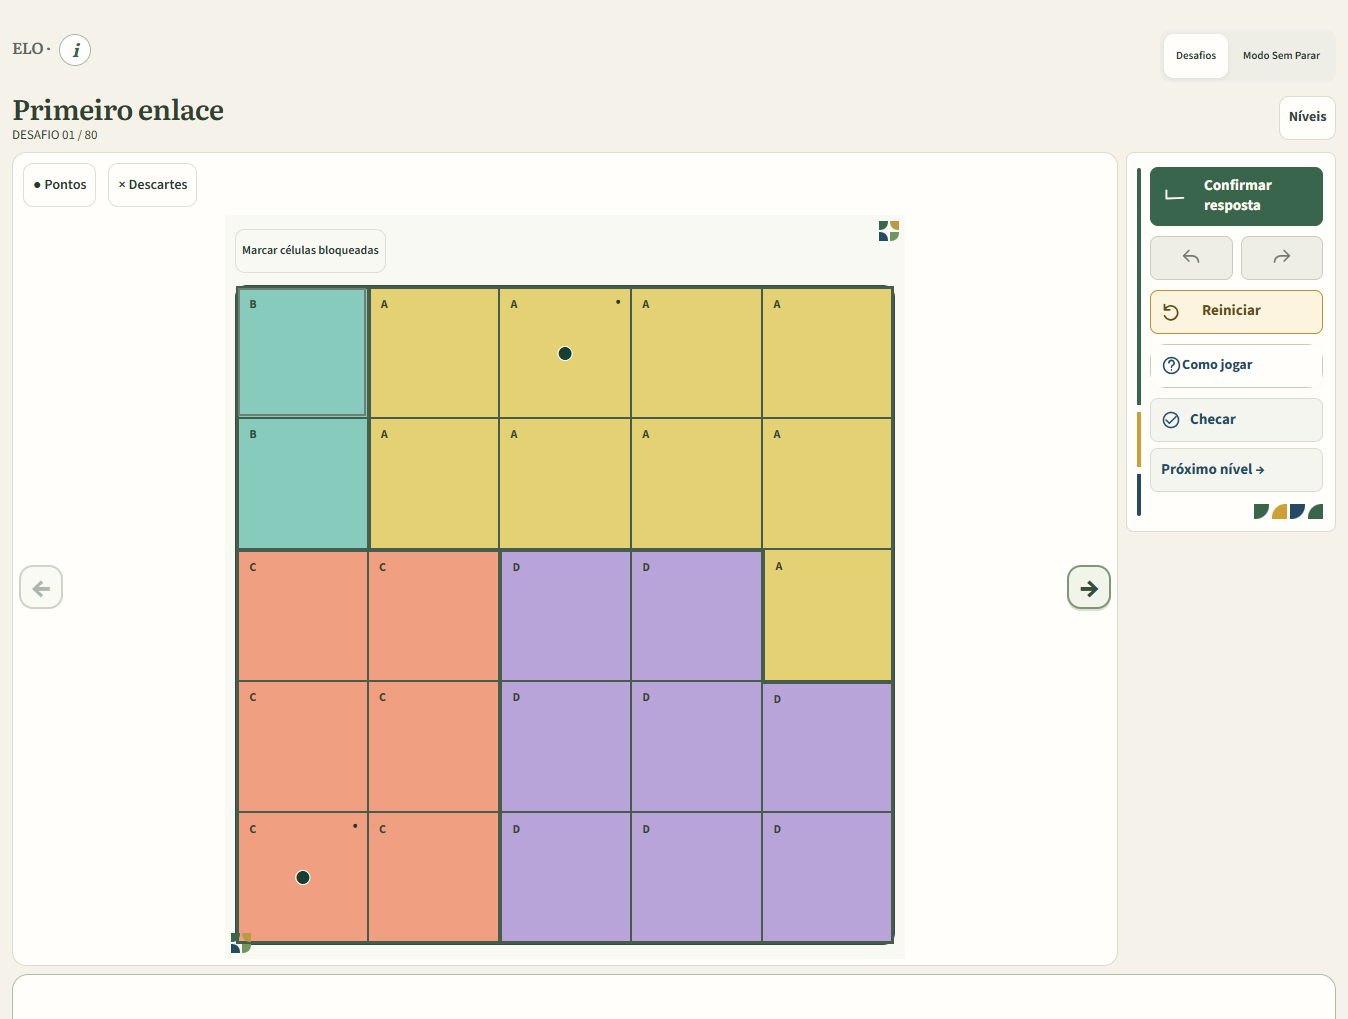 ELO · i
Desafios
Modo Sem Parar
Primeiro enlace
DESAFIO 01 / 80
Níveis
● Pontos
× Descartes
Confirmar
resposta
Marcar células bloqueadas
Reiniciar
Como jogar
Checar
Próximo nível →
B A A A A
B A A A A
C C D D A
C C D D D
C C D D D